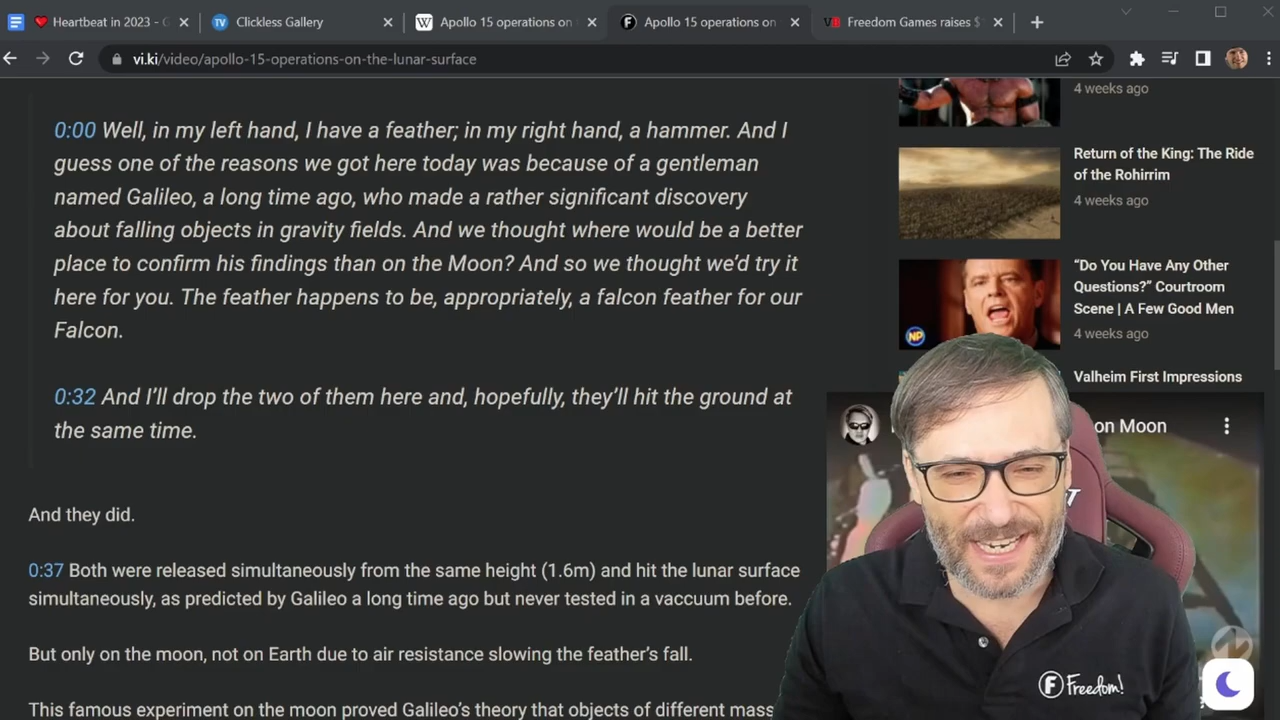 Heartbeat in 2023 - G
Clickless Gallery
Apollo 15 operations on
Apollo 15 operations on
Freedom Games raises $
vi.ki/video/apollo-15-operations-on-the-lunar-surface
0:00 Well, in my left hand, I have a feather; in my right hand, a hammer. And I
guess one of the reasons we got here today was because of a gentleman
named Galileo, a long time ago, who made a rather significant discovery
about falling objects in gravity fields. And we thought where would be a better
place to confirm his findings than on the Moon? And so we thought we'd try it
here for you. The feather happens to be, appropriately, a falcon feather for our
Falcon.
0:32 And I'll drop the two of them here and, hopefully, they'll hit the ground at
the same time.
And they did.
0:37 Both were released simultaneously from the same height (1.6m) and hit the lunar surface
simultaneously, as predicted by Galileo a long time ago but never tested in a vaccuum before.
But only on the moon, not on Earth due to air resistance slowing the feather's fall.
This famous experiment on the moon proved Galileo's theory that objects of different mass
4 weeks ago
Return of the King: The Ride
of the Rohirrim
4 weeks ago
"Do You Have Any Other
Questions?" Courtroom
Scene | A Few Good Men
4 weeks ago
NP
Valheim First Impressions
on Moon
F Freedom!